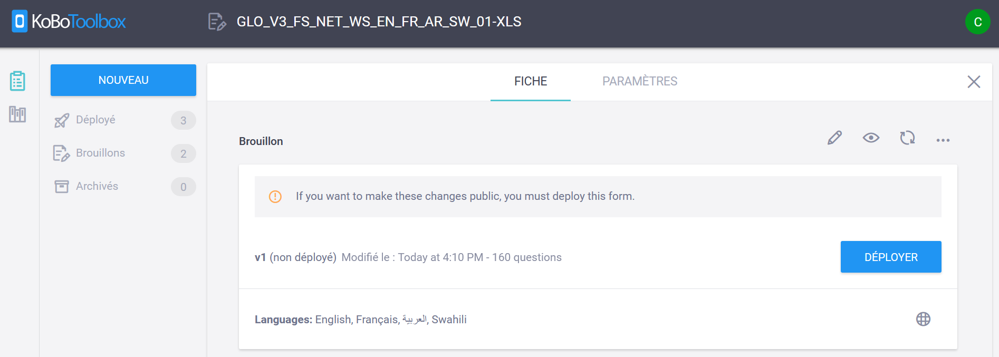 KoBoToolbox
GLO_V3_FS_NET_WS_EN_FR_AR_SW_01-XLS
C
NOUVEAU
Déployé 3
Brouillons 2
Archivés 0
FICHE
PARAMÈTRES
Brouillon
If you want to make these changes public, you must deploy this form.
v1 (non déployé) Modifié le : Today at 4:10 PM - 160 questions
DÉPLOYER
Languages: English, Français, العربية, Swahili